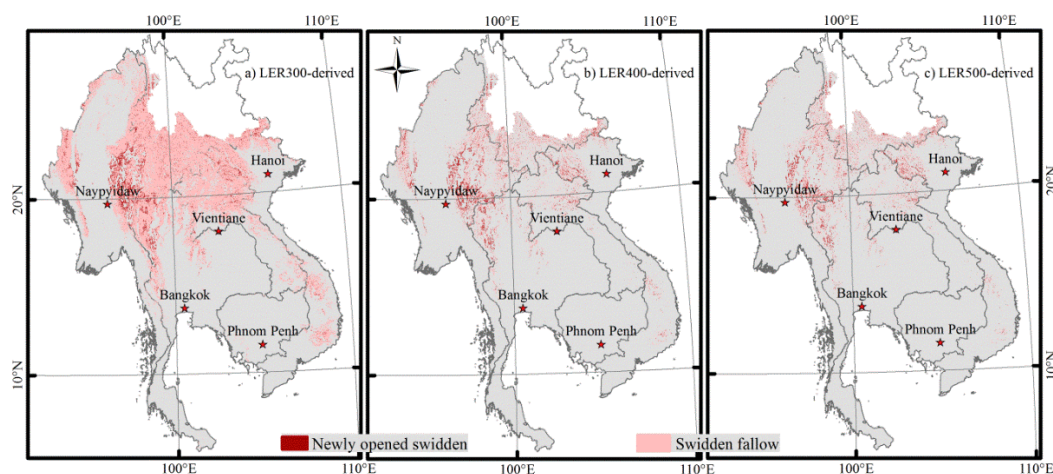 100°E
110°E
100°E
100°E
110°E
N
a) LER300-derived
b) LER400-derived
c) LER500-derived
Hanoi
Hanoi
Hanoi
20°N
Naypyidaw
Naypyidaw
Naypyidaw
20°N
Vientiane
Vientiane
Vientiane
Bangkok
Bangkok
Bangkok
Phnom Penh
Phnom Penh
Phnom Penh
10°N
10°N
Newly opened swidden
Swidden fallow
100°E
110°E
100°E
100°E
110°E